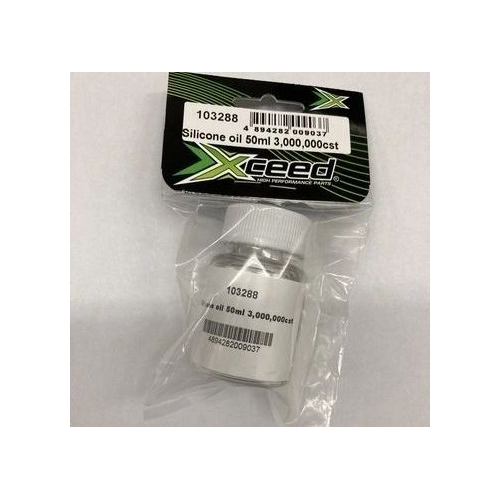 103288
4 894282 009037
Silicone oil 50ml 3,000,000cst
Xceed
HIGH PERFORMANCE PARTS
103288
oil 50ml 3,000,000cst
4894282009037